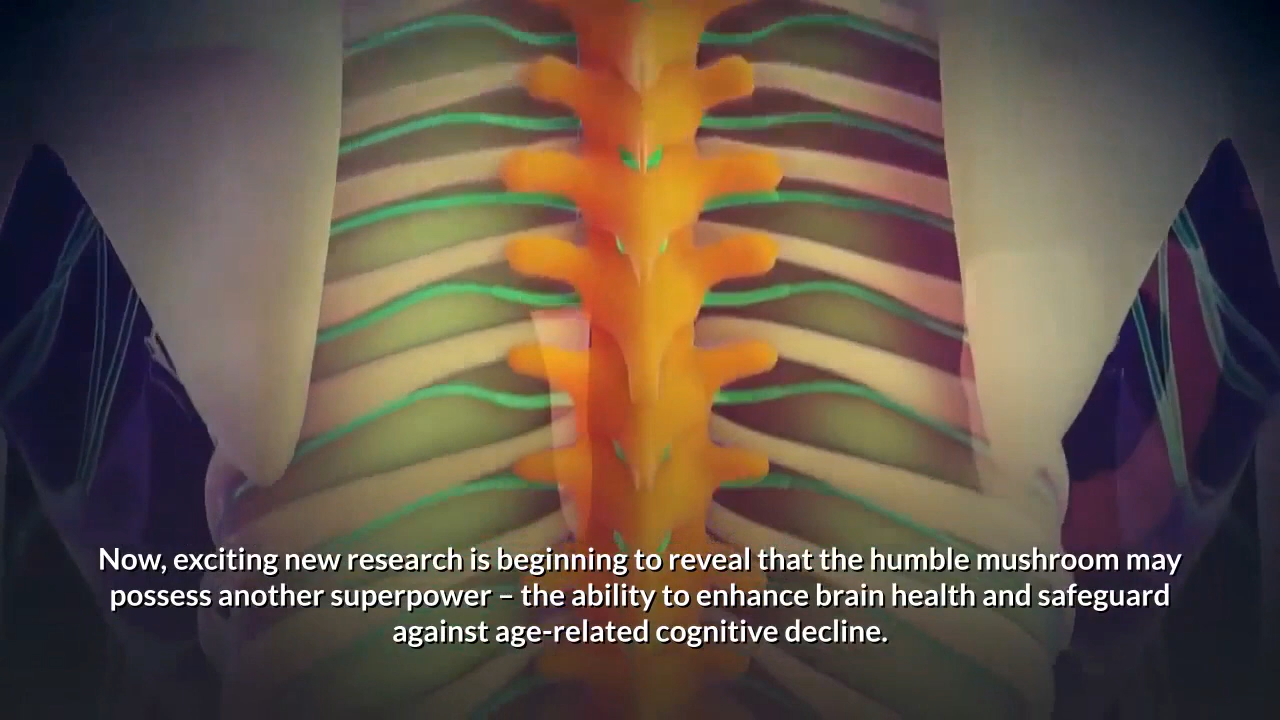 Now, exciting new research is beginning to reveal that the humble mushroom may
possess another superpower – the ability to enhance brain health and safeguard
against age-related cognitive decline.